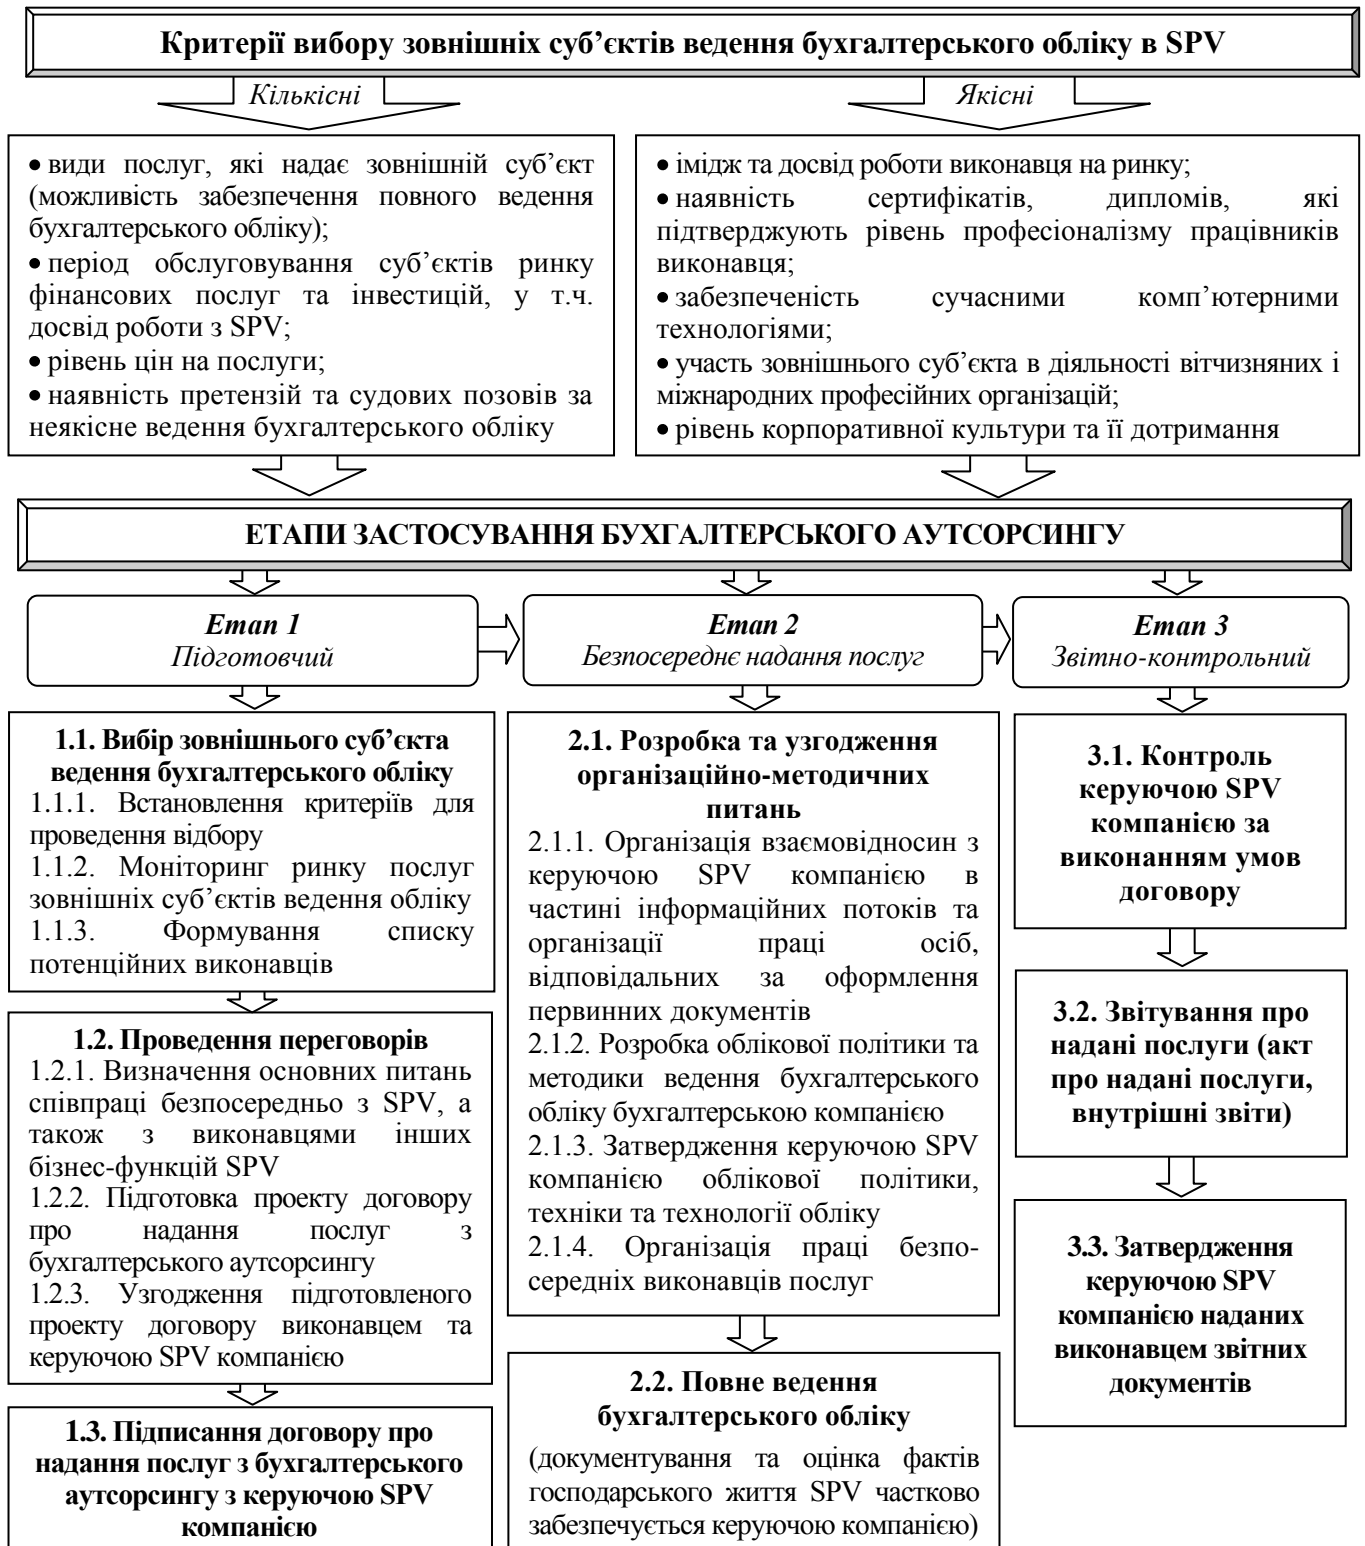 Критерії вибору зовнішніх суб’єктів ведення бухгалтерського обліку в SPV
Кількісні
Якісні
• види послуг, які надає зовнішній суб’єкт
(можливість забезпечення повного ведення
бухгалтерського обліку);
• період обслуговування суб’єктів ринку
фінансових послуг та інвестицій, у т.ч.
досвід роботи з SPV;
• рівень цін на послуги;
• наявність претензій та судових позовів за
неякісне ведення бухгалтерського обліку
• імідж та досвід роботи виконавця на ринку;
• наявність сертифікатів, дипломів, які
підтверджують рівень професіоналізму працівників
виконавця;
• забезпеченість сучасними комп’ютерними
технологіями;
• участь зовнішнього суб’єкта в діяльності вітчизняних і
міжнародних професійних організацій;
• рівень корпоративної культури та її дотримання
ЕТАПИ ЗАСТОСУВАННЯ БУХГАЛТЕРСЬКОГО АУТСОРСИНГУ
Етап 1
Підготовчий
Етап 2
Безпосереднє надання послуг
Етап 3
Звітно-контрольний
1.1. Вибір зовнішнього суб’єкта
ведення бухгалтерського обліку
1.1.1. Встановлення критеріїв для
проведення відбору
1.1.2. Моніторинг ринку послуг
зовнішніх суб’єктів ведення обліку
1.1.3. Формування списку
потенційних виконавців
1.2. Проведення переговорів
1.2.1. Визначення основних питань
співпраці безпосередньо з SPV, а
також з виконавцями інших
бізнес-функцій SPV
1.2.2. Підготовка проекту договору
про надання послуг з
бухгалтерського аутсорсингу
1.2.3. Узгодження підготовленого
проекту договору виконавцем та
керуючою SPV компанією
1.3. Підписання договору про
надання послуг з бухгалтерського
аутсорсингу з керуючою SPV
компанією
2.1. Розробка та узгодження
організаційно-методичних
питань
2.1.1. Організація взаємовідносин з
керуючою SPV компанією в
частині інформаційних потоків та
організації праці осіб,
відповідальних за оформлення
первинних документів
2.1.2. Розробка облікової політики та
методики ведення бухгалтерського
обліку бухгалтерською компанією
2.1.3. Затвердження керуючою SPV
компанією облікової політики,
техніки та технології обліку
2.1.4. Організація праці безпо-
середніх виконавців послуг
2.2. Повне ведення
бухгалтерського обліку
(документування та оцінка фактів
господарського життя SPV частково
забезпечується керуючою компанією)
3.1. Контроль
керуючою SPV
компанією за
виконанням умов
договору
3.2. Звітування про
надані послуги (акт
про надані послуги,
внутрішні звіти)
3.3. Затвердження
керуючою SPV
компанією наданих
виконавцем звітних
документів